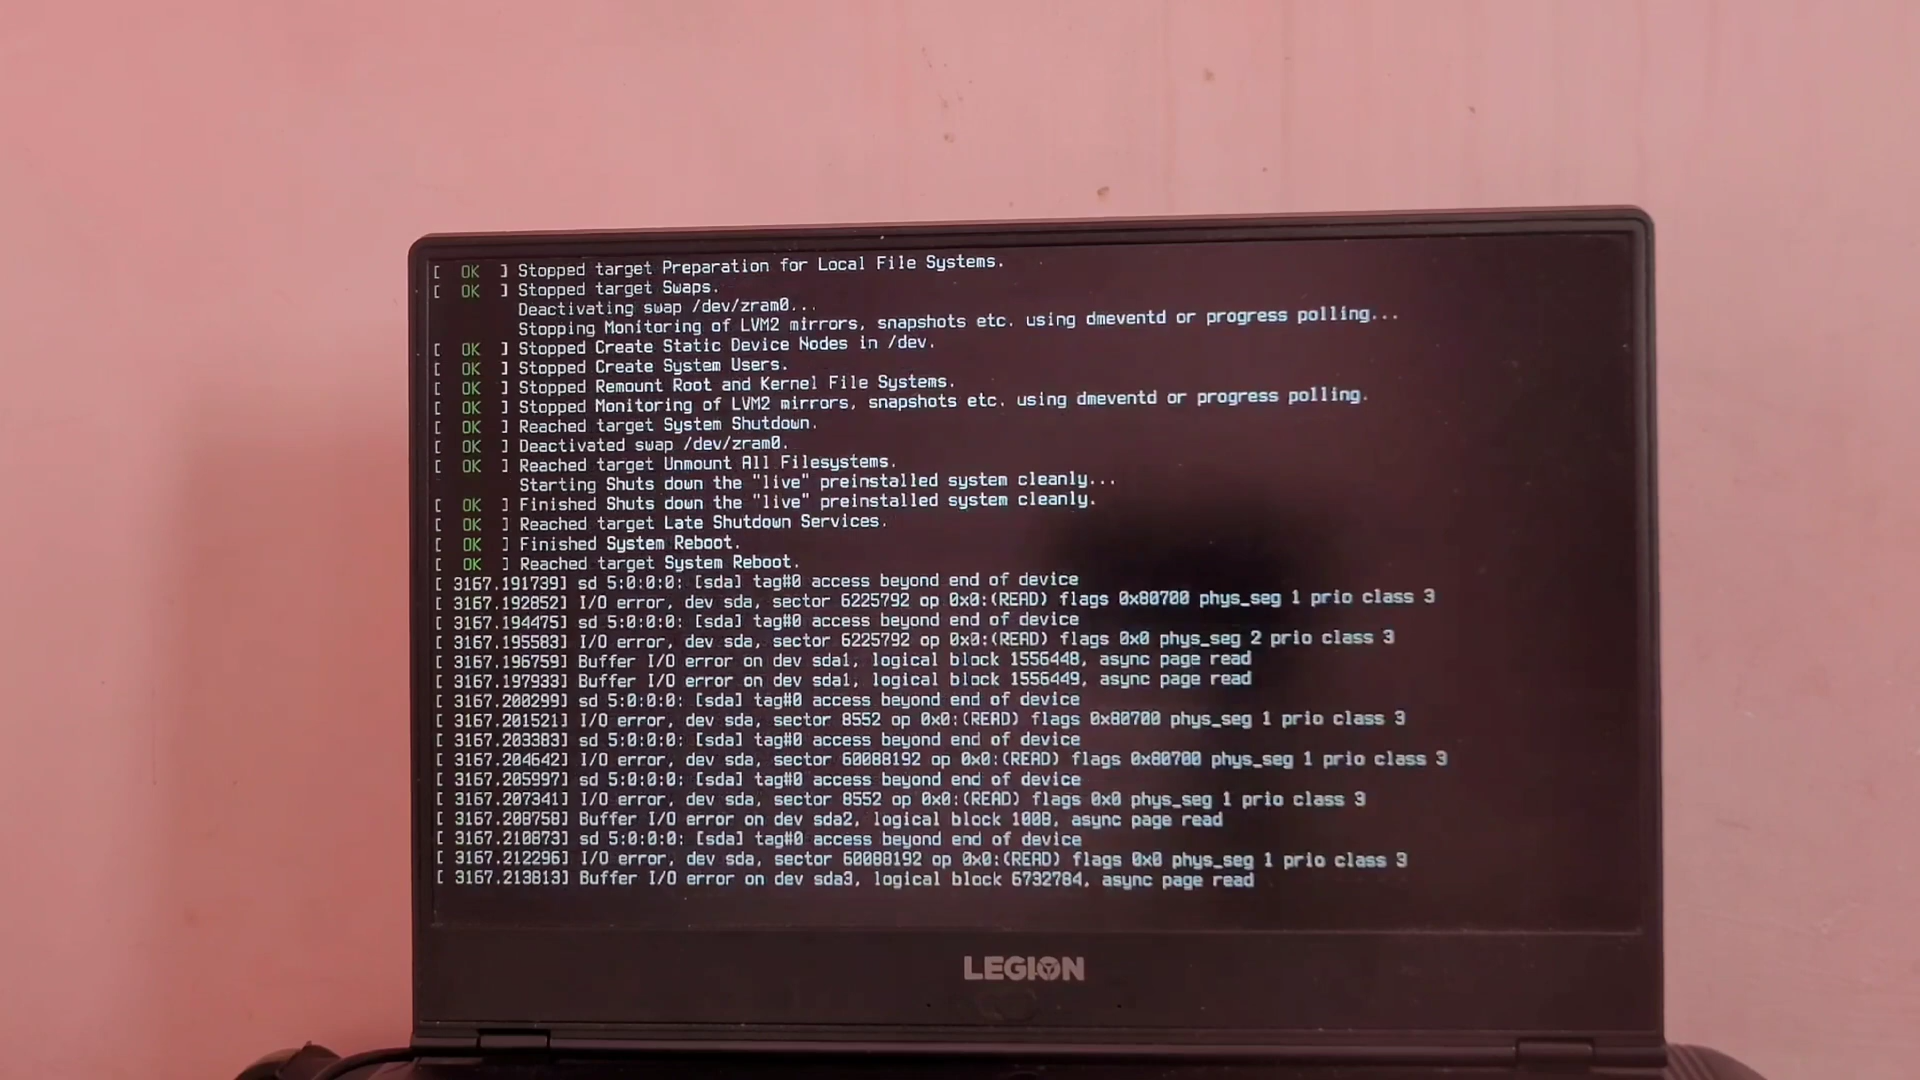 [  OK  ] Stopped target Preparation for Local File Systems.
[  OK  ] Stopped target Swaps.
Deactivating swap /dev/zram0...
Stopping Monitoring of LVM2 mirrors, snapshots etc. using dmeventd or progress polling...
[  OK  ] Stopped Create Static Device Nodes in /dev.
[  OK  ] Stopped Create System Users.
[  OK  ] Stopped Remount Root and Kernel File Systems.
[  OK  ] Stopped Monitoring of LVM2 mirrors, snapshots etc. using dmeventd or progress polling.
[  OK  ] Reached target System Shutdown.
[  OK  ] Deactivated swap /dev/zram0.
[  OK  ] Reached target Unmount All Filesystems.
Starting Shuts down the "live" preinstalled system cleanly...
[  OK  ] Finished Shuts down the "live" preinstalled system cleanly.
[  OK  ] Reached target Late Shutdown Services.
[  OK  ] Finished System Reboot.
[  OK  ] Reached target System Reboot.
[ 3167.191739] sd 5:0:0:0: [sda] tag#0 access beyond end of device
[ 3167.192852] I/O error, dev sda, sector 6225792 op 0x0:(READ) flags 0x80700 phys_seg 1 prio class 3
[ 3167.194475] sd 5:0:0:0: [sda] tag#0 access beyond end of device
[ 3167.195583] I/O error, dev sda, sector 6225792 op 0x0:(READ) flags 0x0 phys_seg 2 prio class 3
[ 3167.196759] Buffer I/O error on dev sda1, logical block 1556448, async page read
[ 3167.197933] Buffer I/O error on dev sda1, logical block 1556449, async page read
[ 3167.200299] sd 5:0:0:0: [sda] tag#0 access beyond end of device
[ 3167.201521] I/O error, dev sda, sector 8552 op 0x0:(READ) flags 0x80700 phys_seg 1 prio class 3
[ 3167.203383] sd 5:0:0:0: [sda] tag#0 access beyond end of device
[ 3167.204642] I/O error, dev sda, sector 60088192 op 0x0:(READ) flags 0x80700 phys_seg 1 prio class 3
[ 3167.205997] sd 5:0:0:0: [sda] tag#0 access beyond end of device
[ 3167.207341] I/O error, dev sda, sector 8552 op 0x0:(READ) flags 0x0 phys_seg 1 prio class 3
[ 3167.208758] Buffer I/O error on dev sda2, logical block 1008, async page read
[ 3167.210873] sd 5:0:0:0: [sda] tag#0 access beyond end of device
[ 3167.212296] I/O error, dev sda, sector 60088192 op 0x0:(READ) flags 0x0 phys_seg 1 prio class 3
[ 3167.213813] Buffer I/O error on dev sda3, logical block 6732784, async page read
LEGION